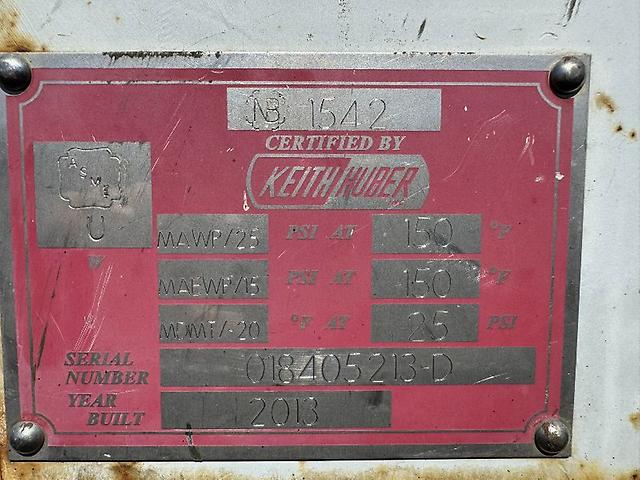 NB 1542
CERTIFIED BY
KEITH HUBER
ASME
U
W
MAWP/25 PSI AT 150 °F
MAEWP/15 PSI AT 150 °F
MDMT/-20 °F AT 25 PSI
SERIAL NUMBER 018405213-D
YEAR BUILT 2013